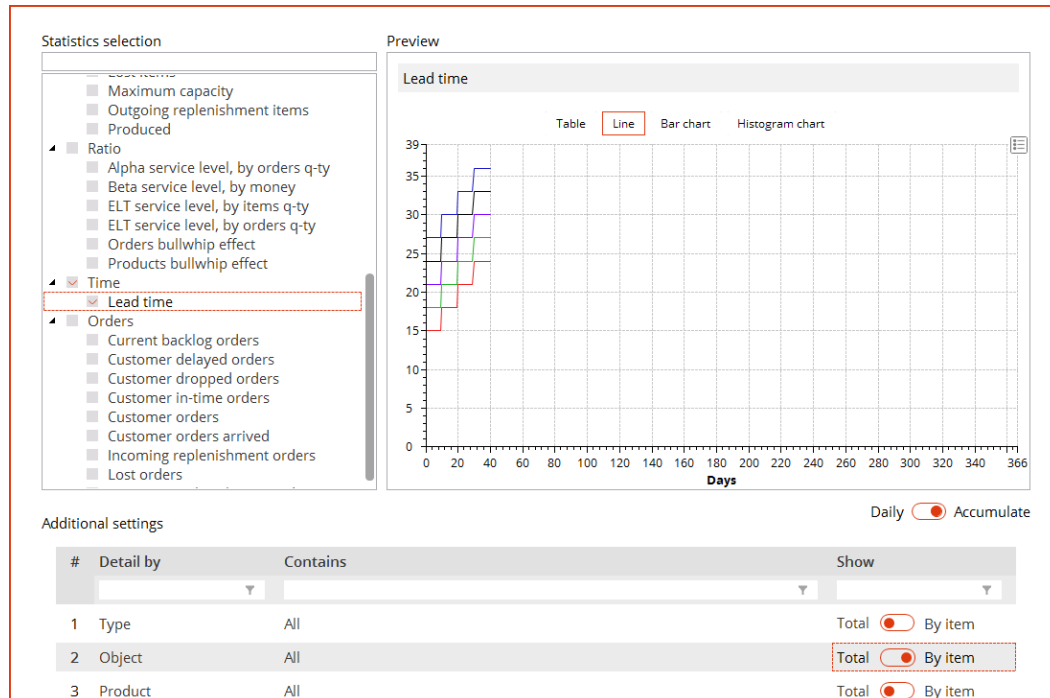 Statistics selection
Maximum capacity
Outgoing replenishment items
Produced
Ratio
Alpha service level, by orders q-ty
Beta service level, by money
ELT service level, by items q-ty
ELT service level, by orders q-ty
Orders bullwhip effect
Products bullwhip effect
Time
Lead time
Orders
Current backlog orders
Customer delayed orders
Customer dropped orders
Customer in-time orders
Customer orders
Customer orders arrived
Incoming replenishment orders
Lost orders
Preview
Lead time
Table Line Bar chart Histogram chart
39
35
30
25
20
15
10
5
0
0 20 40 60 80 100 120 140 160 180 200 220 240 260 280 300 320 340 366
Days
Daily Accumulate
Additional settings
# Detail by Contains Show
1 Type All Total By item
2 Object All Total By item
3 Product All Total By item